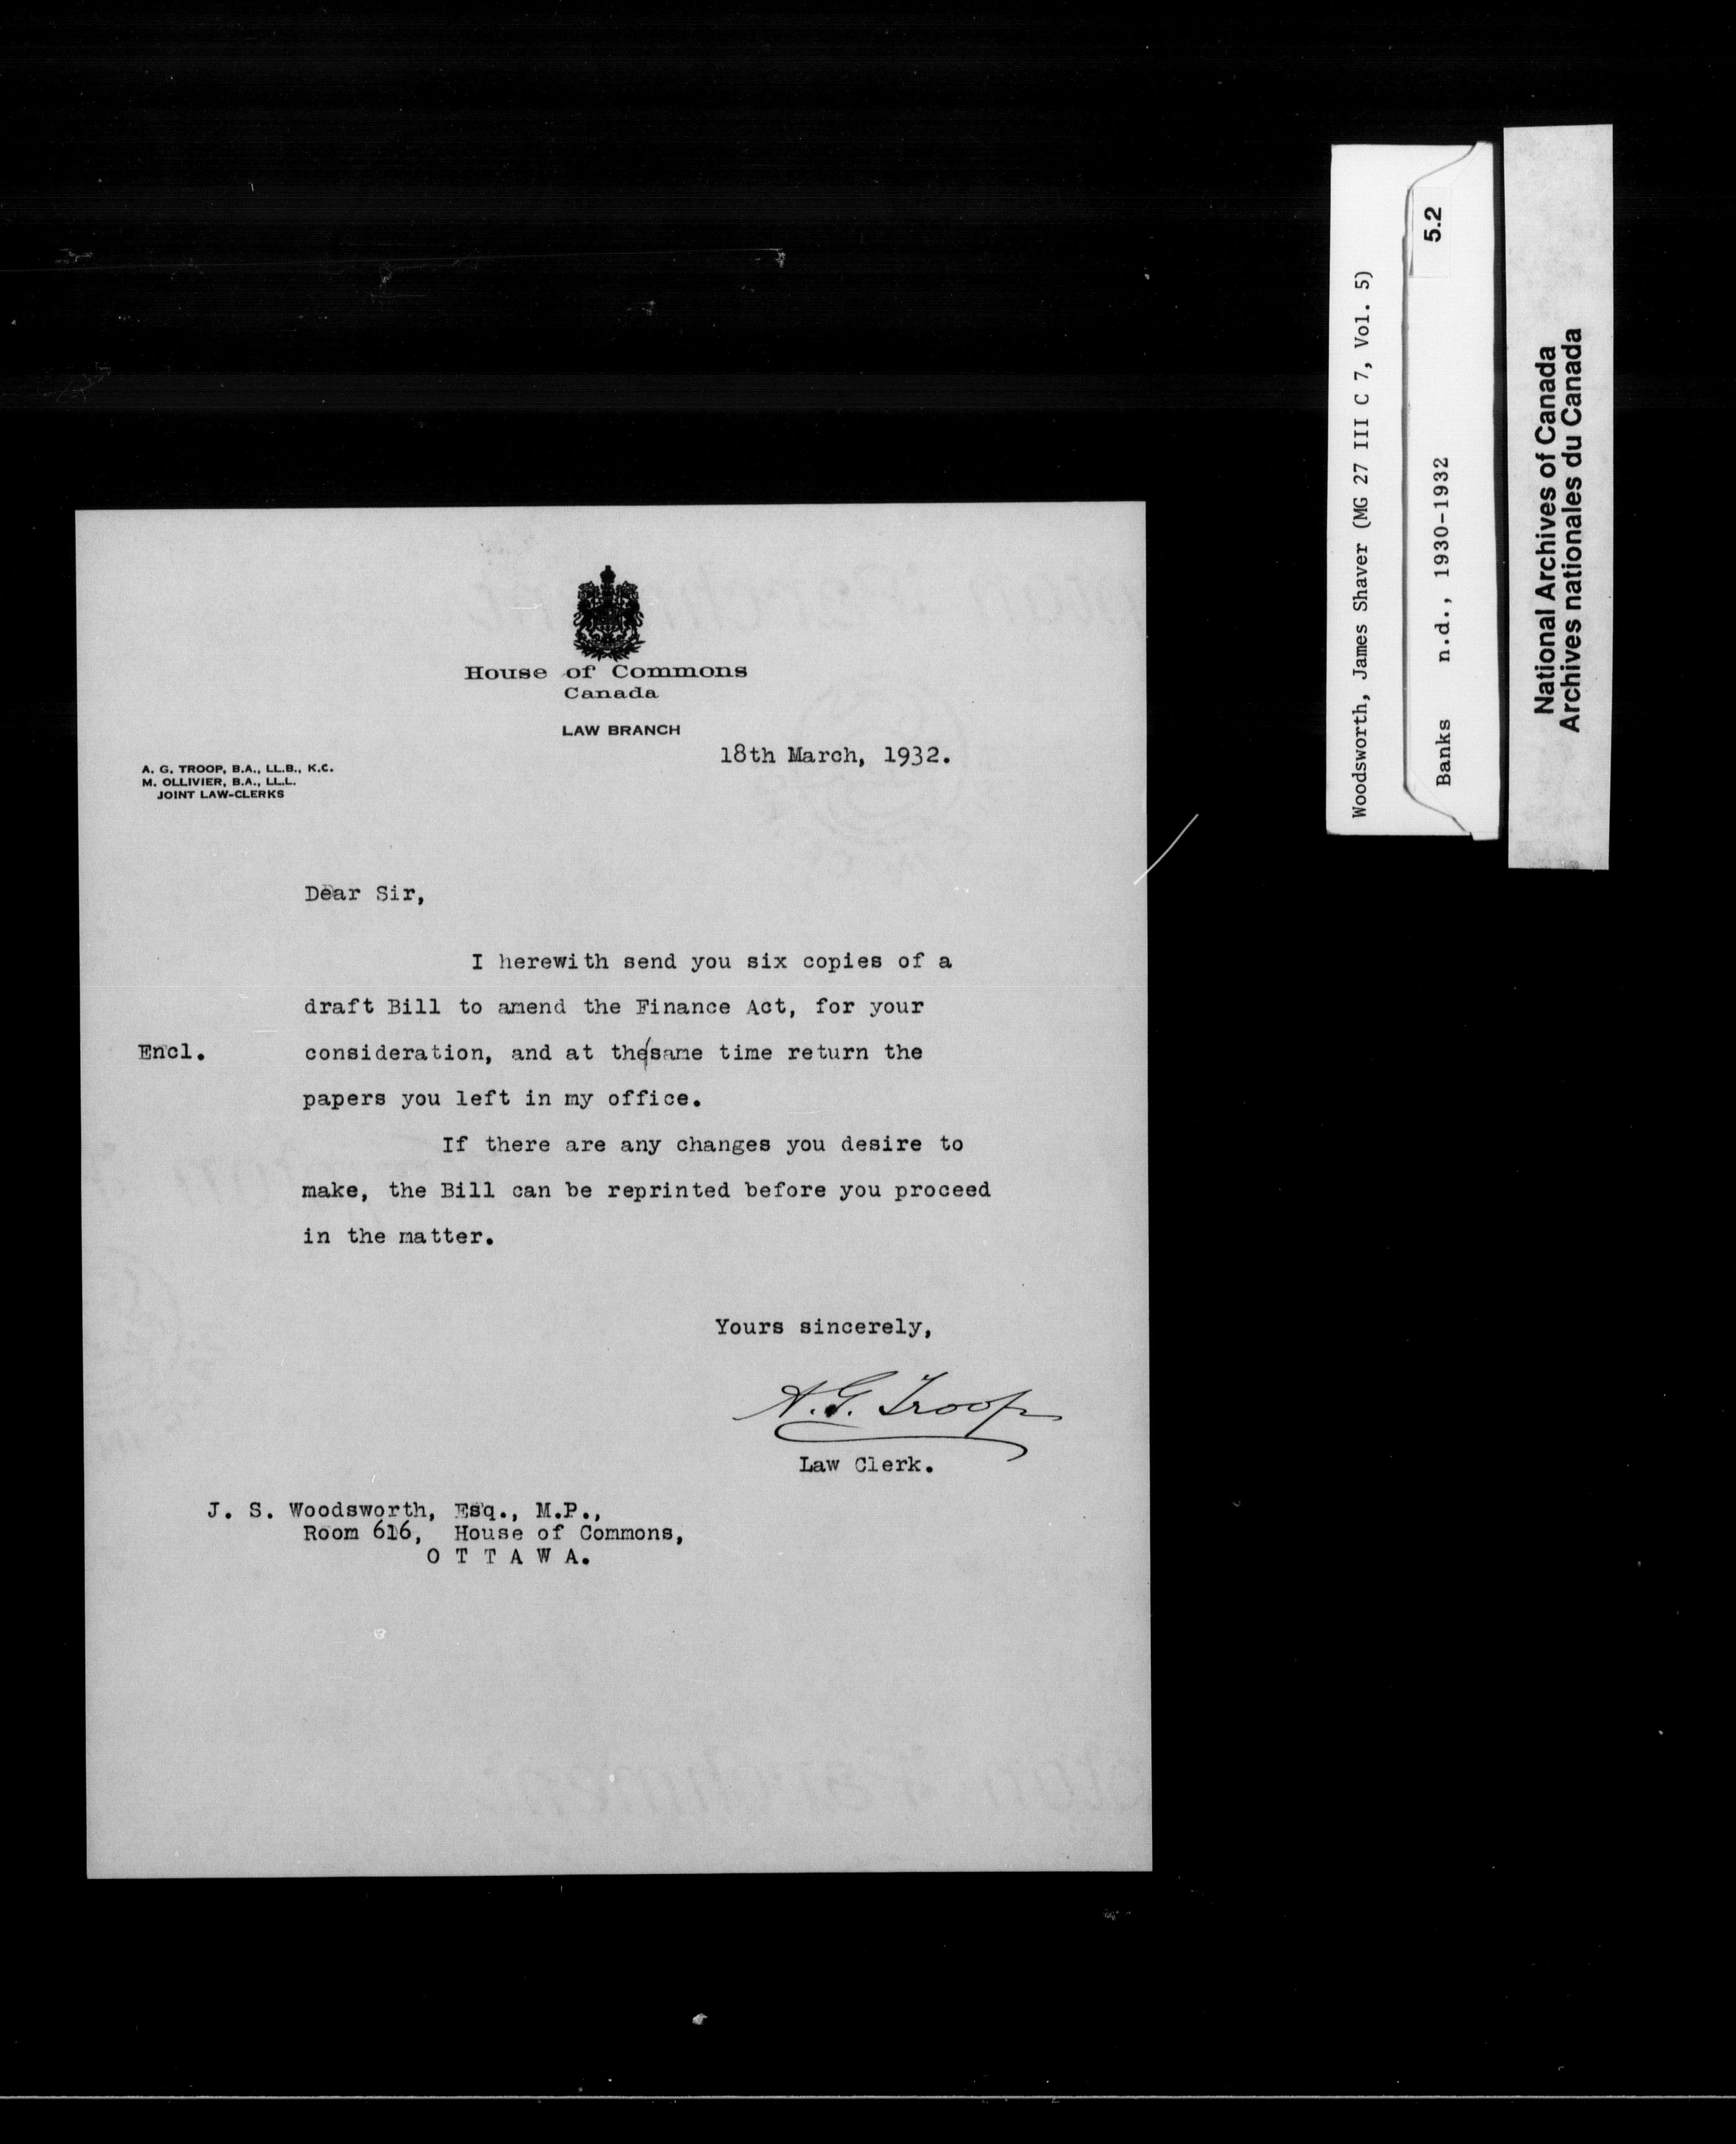 House of Commons
Canada
LAW BRANCH
18th March, 1932.
A. G. TROOP, B.A., LL.B., K.C.
M. OLLIVIER, B.A., LL.L.
JOINT LAW-CLERKS
Dear Sir,
I herewith send you six copies of a
draft Bill to amend the Finance Act, for your
Encl. consideration, and at the/same time return the
papers you left in my office.
If there are any changes you desire to
make, the Bill can be reprinted before you proceed
in the matter.
Yours sincerely,
A. G. Troop
Law Clerk.
J. S. Woodsworth, Esq., M.P.,
Room 616, House of Commons,
O T T A W A.
Woodsworth, James Shaver (MG 27 III C 7, Vol. 5)
Banks n.d., 1930-1932 5.2
National Archives of Canada
Archives nationales du Canada